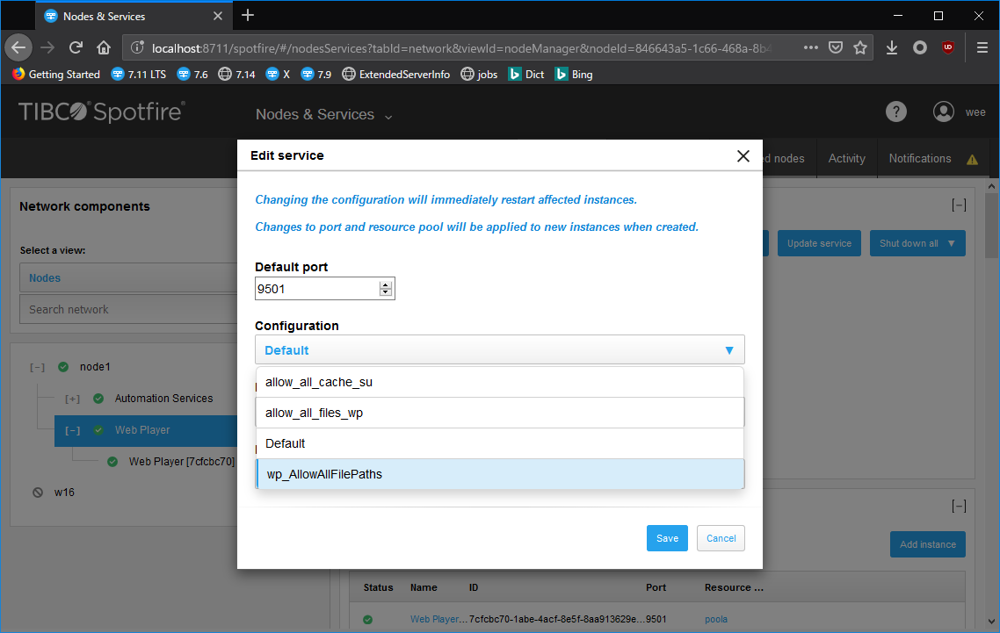 Nodes & Services
localhost:8711/spotfire/#/nodesServices?tabId=network&viewId=nodeManager&nodeId=846643a5-1c66-468a-8b4
Getting Started 7.11 LTS 7.6 7.14 X 7.9 ExtendedServerInfo jobs Dict Bing
TIBCO Spotfire®
Nodes & Services
? wee
ed nodes Activity Notifications
Edit service
Network components
Changing the configuration will immediately restart affected instances.
Changes to port and resource pool will be applied to new instances when created.
[-]
Update service Shut down all
Select a view:
Nodes
Search network
Default port
9501
Configuration
Default
[-] node1
allow_all_cache_su
[+] Automation Services
allow_all_files_wp
[-] Web Player
Default
Web Player [7cfcbc70]
wp_AllowAllFilePaths
w16
[-]
Save Cancel
Add instance
Status Name ID Port Resource ...
Web Player... 7cfcbc70-1abe-4acf-8e5f-8aa913629e... 9501 poola